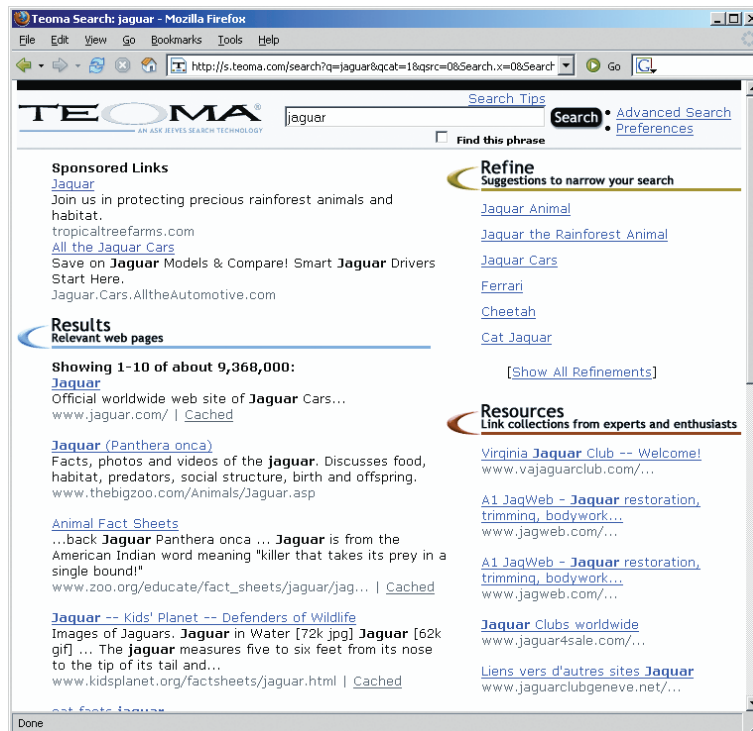 Teoma Search: jaguar - Mozilla Firefox
File Edit View Go Bookmarks Tools Help
http://s.teoma.com/search?q=jaguar&qcat=1&qsrc=0&Search.x=0&Search
Go
G
TEOMA®
AN ASK JEEVES SEARCH TECHNOLOGY
Search Tips
jaguar
Search
• Advanced Search
• Preferences
Find this phrase
Sponsored Links
Jaguar
Join us in protecting precious rainforest animals and
habitat.
tropicaltreefarms.com
All the Jaguar Cars
Save on Jaguar Models & Compare! Smart Jaguar Drivers
Start Here.
Jaguar.Cars.AlltheAutomotive.com
Results
Relevant web pages
Showing 1-10 of about 9,368,000:
Jaguar
Official worldwide web site of Jaguar Cars...
www.jaguar.com/ | Cached
Jaguar (Panthera onca)
Facts, photos and videos of the jaguar. Discusses food,
habitat, predators, social structure, birth and offspring.
www.thebigzoo.com/Animals/Jaguar.asp
Animal Fact Sheets
...back Jaguar Panthera onca ... Jaguar is from the
American Indian word meaning "killer that takes its prey in a
single bound!"
www.zoo.org/educate/fact_sheets/jaguar/jag... | Cached
Jaguar -- Kids' Planet -- Defenders of Wildlife
Images of Jaguars. Jaguar in Water [72k jpg] Jaguar [62k
gif] ... The jaguar measures five to six feet from its nose
to the tip of its tail and...
www.kidsplanet.org/factsheets/jaguar.html | Cached
cat facts jaguar
Refine
Suggestions to narrow your search
Jaguar Animal
Jaguar the Rainforest Animal
Jaguar Cars
Ferrari
Cheetah
Cat Jaguar
[Show All Refinements]
Resources
Link collections from experts and enthusiasts
Virginia Jaguar Club -- Welcome!
www.vajaguarclub.com/...
A1 JagWeb - Jaguar restoration,
trimming, bodywork...
www.jagweb.com/...
A1 JagWeb - Jaguar restoration,
trimming, bodywork...
www.jagweb.com/...
Jaguar Clubs worldwide
www.jaguar4sale.com/...
Liens vers d'autres sites Jaguar
www.jaguarclubgeneve.net/...
Done